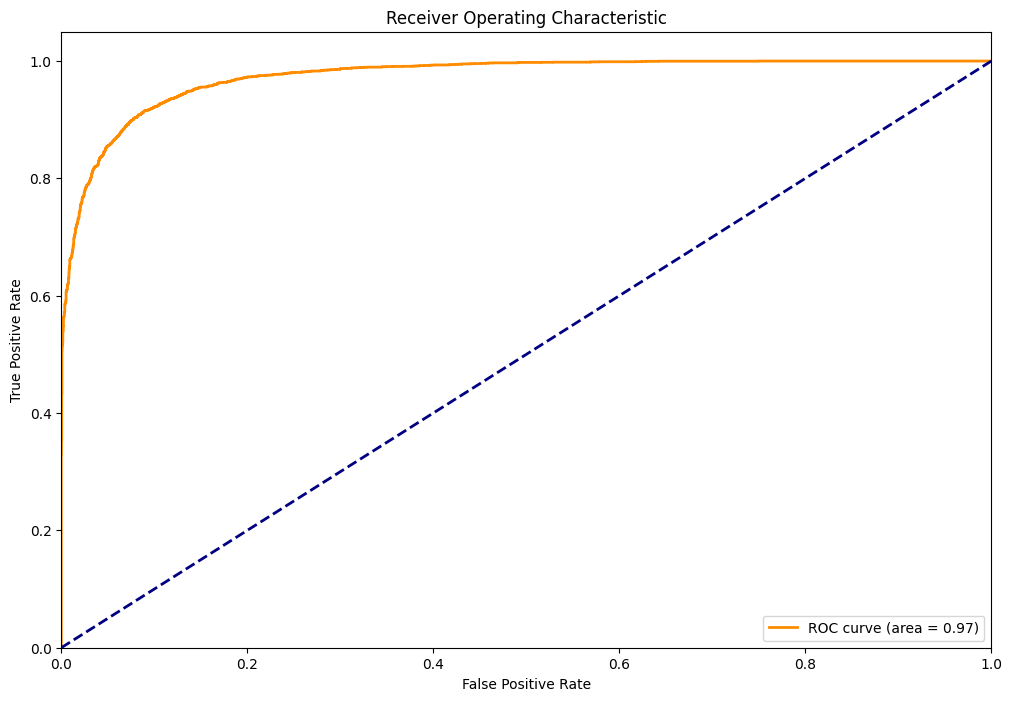 Receiver Operating Characteristic
True Positive Rate
1.0
0.8
0.6
0.4
0.2
0.0
0.0 0.2 0.4 0.6 0.8 1.0
False Positive Rate
ROC curve (area = 0.97)